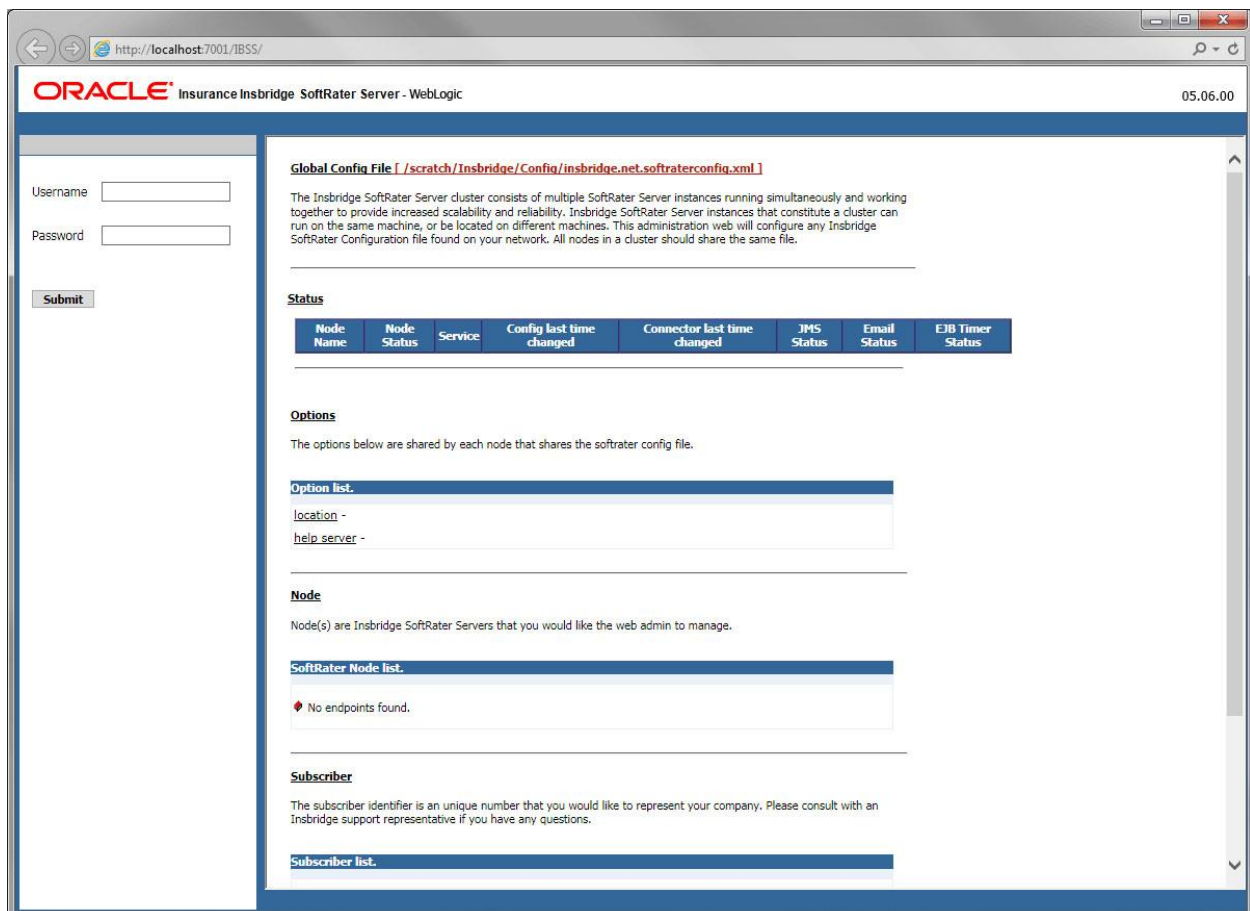 http://localhost:7001/IBSS/
ORACLE Insurance Insbridge SoftRater Server - WebLogic
05.06.00
Username
Password
Submit
Global Config File [ /scratch/Insbridge/Config/insbridge.net.softraterconfig.xml ]
The Insbridge SoftRater Server cluster consists of multiple SoftRater Server instances running simultaneously and working
together to provide increased scalability and reliability. Insbridge SoftRater Server instances that constitute a cluster can
run on the same machine, or be located on different machines. This administration web will configure any Insbridge
SoftRater Configuration file found on your network. All nodes in a cluster should share the same file.
Status
Node Name Node Status Service Config last time changed Connector last time changed JMS Status Email Status EJB Timer Status
Options
The options below are shared by each node that shares the softrater config file.
Option list.
location -
help server -
Node
Node(s) are Insbridge SoftRater Servers that you would like the web admin to manage.
SoftRater Node list.
No endpoints found.
Subscriber
The subscriber identifier is an unique number that you would like to represent your company. Please consult with an
Insbridge support representative if you have any questions.
Subscriber list.